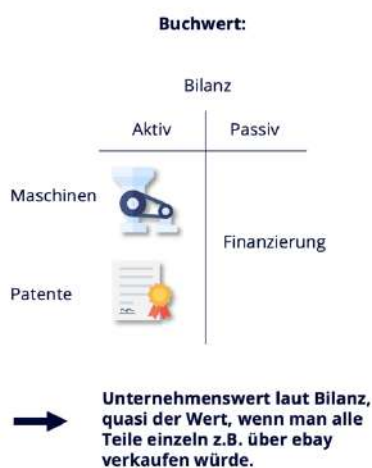 Buchwert:
Bilanz
Aktiv Passiv
Maschinen
Finanzierung
Patente
Unternehmenswert laut Bilanz,
quasi der Wert, wenn man alle
Teile einzeln z.B. über ebay
verkaufen würde.